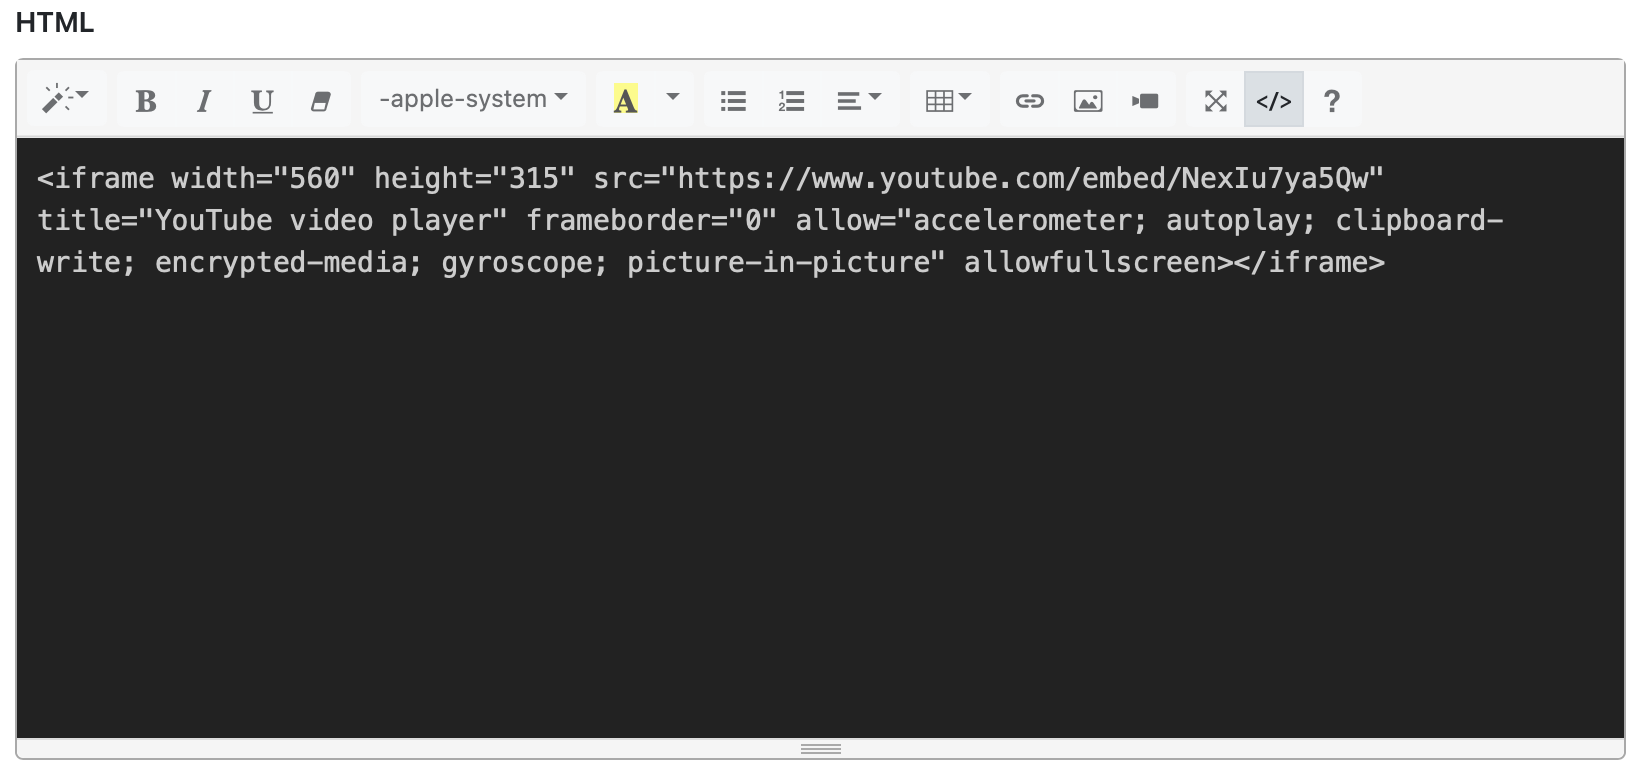 HTML
B I U -apple-system A </> ?
<iframe width="560" height="315" src="https://www.youtube.com/embed/NexIu7ya5Qw"
title="YouTube video player" frameborder="0" allow="accelerometer; autoplay; clipboard-
write; encrypted-media; gyroscope; picture-in-picture" allowfullscreen></iframe>